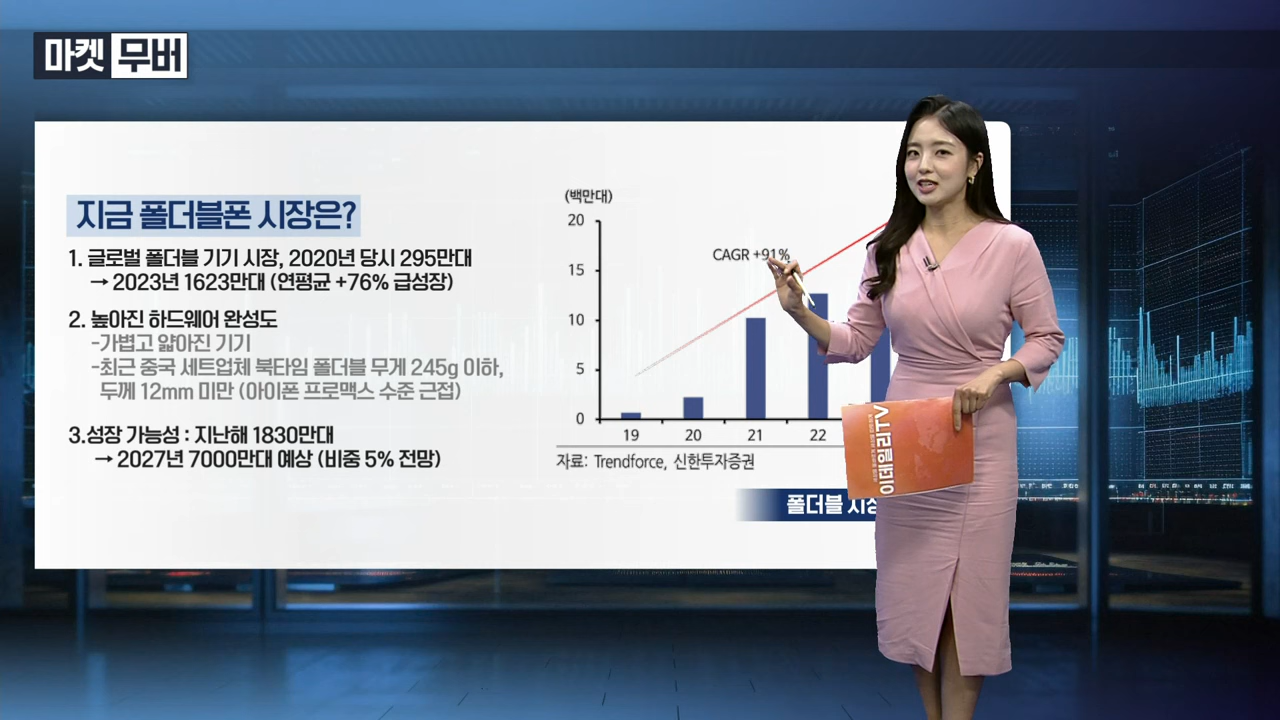 마켓무버
지금 폴더블폰 시장은?
1. 글로벌 폴더블 기기 시장, 2020년 당시 295만대
→ 2023년 1623만대 (연평균 +76% 급성장)
2. 높아진 하드웨어 완성도
-가볍고 얇아진 기기
-최근 중국 세트업체 북타임 폴더블 무게 245g 이하,
두께 12mm 미만 (아이폰 프로맥스 수준 근접)
3.성장 가능성 : 지난해 1830만대
→ 2027년 7000만대 예상 (비중 5% 전망)
(백만대)
20
15
10
5
0
CAGR +91%
19 20 21 22
자료: Trendforce, 신한투자증권
폴더블
이데일리TV